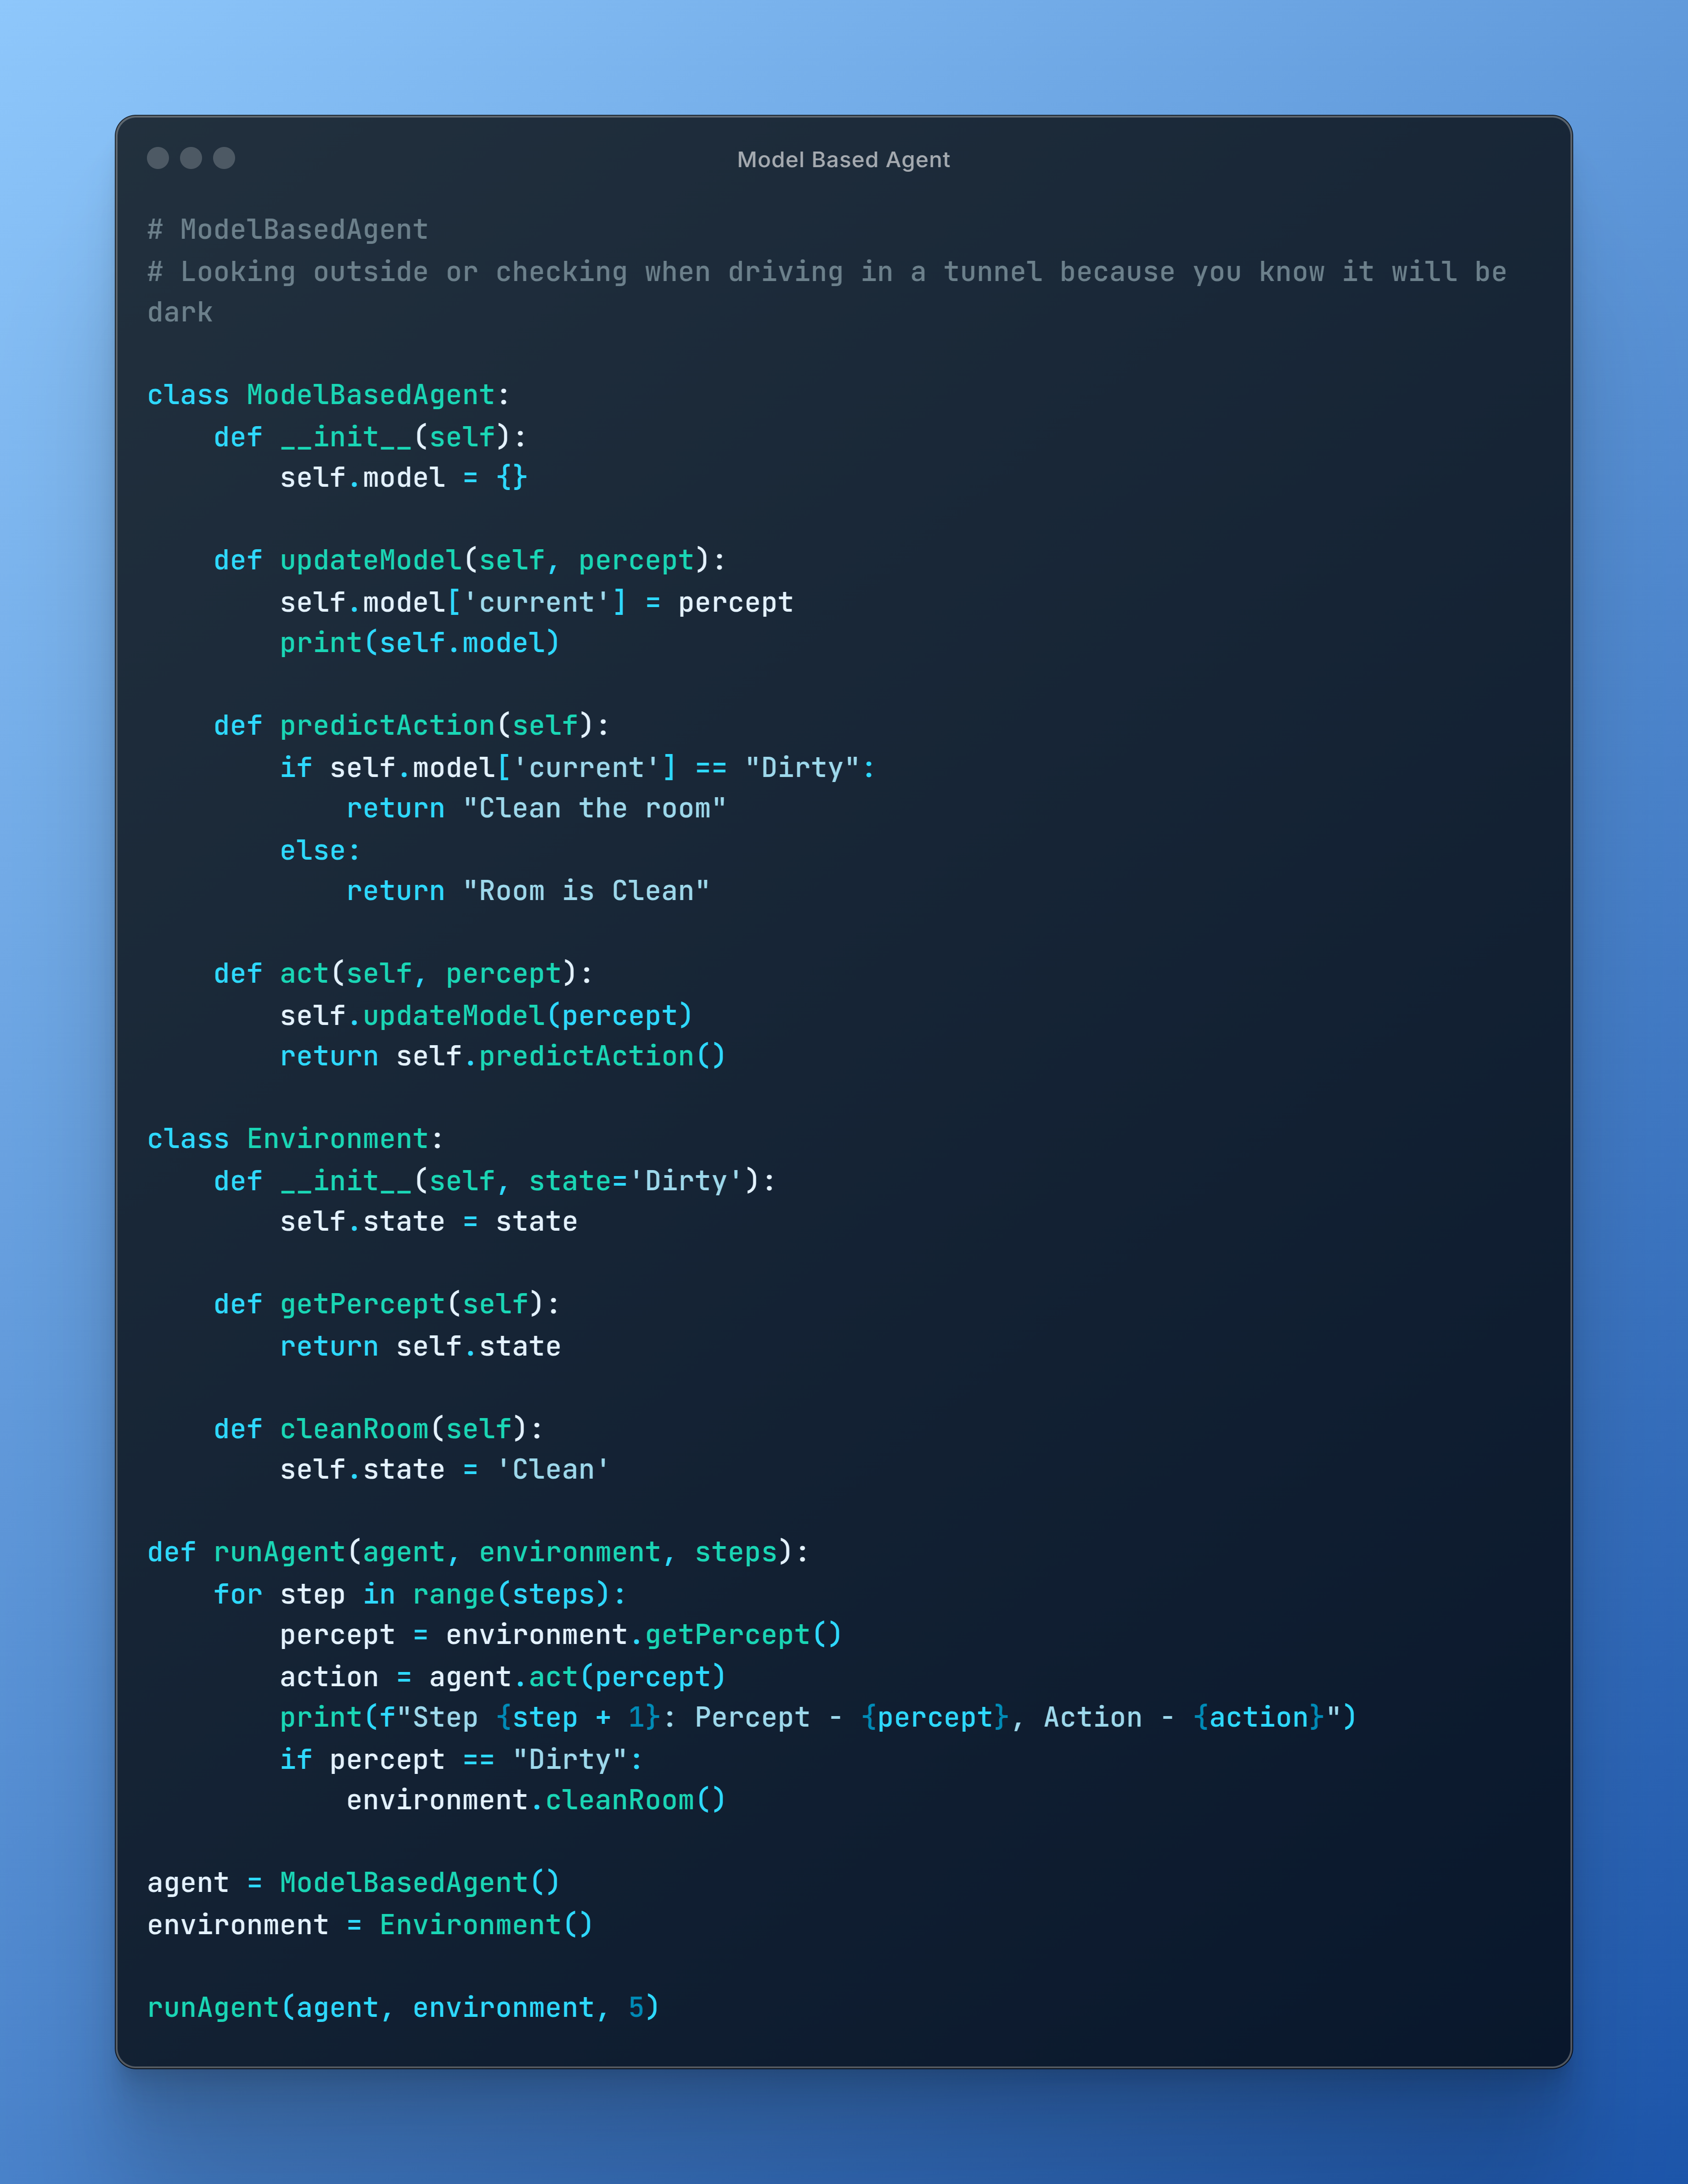 Model Based Agent
# ModelBasedAgent
# Looking outside or checking when driving in a tunnel because you know it will be
dark
class ModelBasedAgent:
    def __init__(self):
        self.model = {}

    def updateModel(self, percept):
        self.model['current'] = percept
        print(self.model)

    def predictAction(self):
        if self.model['current'] == "Dirty":
            return "Clean the room"
        else:
            return "Room is Clean"

    def act(self, percept):
        self.updateModel(percept)
        return self.predictAction()

class Environment:
    def __init__(self, state='Dirty'):
        self.state = state

    def getPercept(self):
        return self.state

    def cleanRoom(self):
        self.state = 'Clean'

def runAgent(agent, environment, steps):
    for step in range(steps):
        percept = environment.getPercept()
        action = agent.act(percept)
        print(f"Step {step + 1}: Percept - {percept}, Action - {action}")
        if percept == "Dirty":
            environment.cleanRoom()

agent = ModelBasedAgent()
environment = Environment()

runAgent(agent, environment, 5)